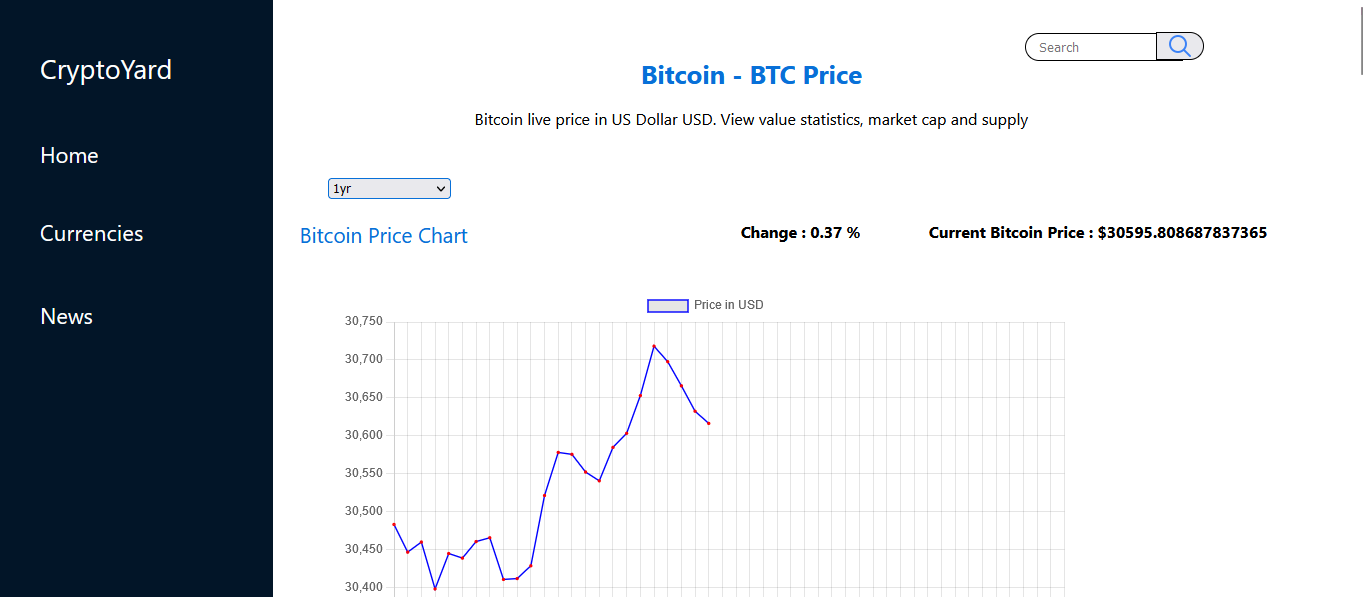 CryptoYard
Home
Currencies
News
Search
Bitcoin - BTC Price
Bitcoin live price in US Dollar USD. View value statistics, market cap and supply
1yr
Bitcoin Price Chart
Change : 0.37 %
Current Bitcoin Price : $30595.808687837365
Price in USD
30,750
30,700
30,650
30,600
30,550
30,500
30,450
30,400